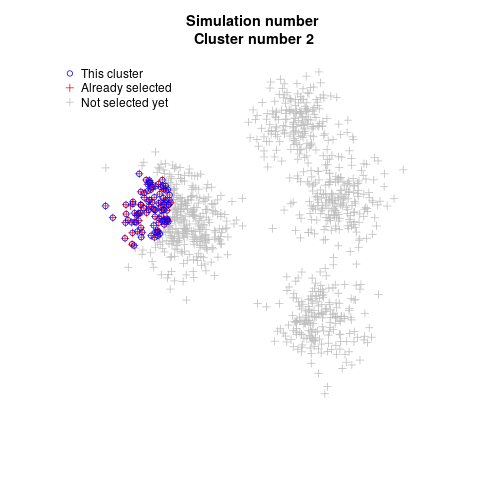 Simulation number
Cluster number 2
This cluster
Already selected
Not selected yet